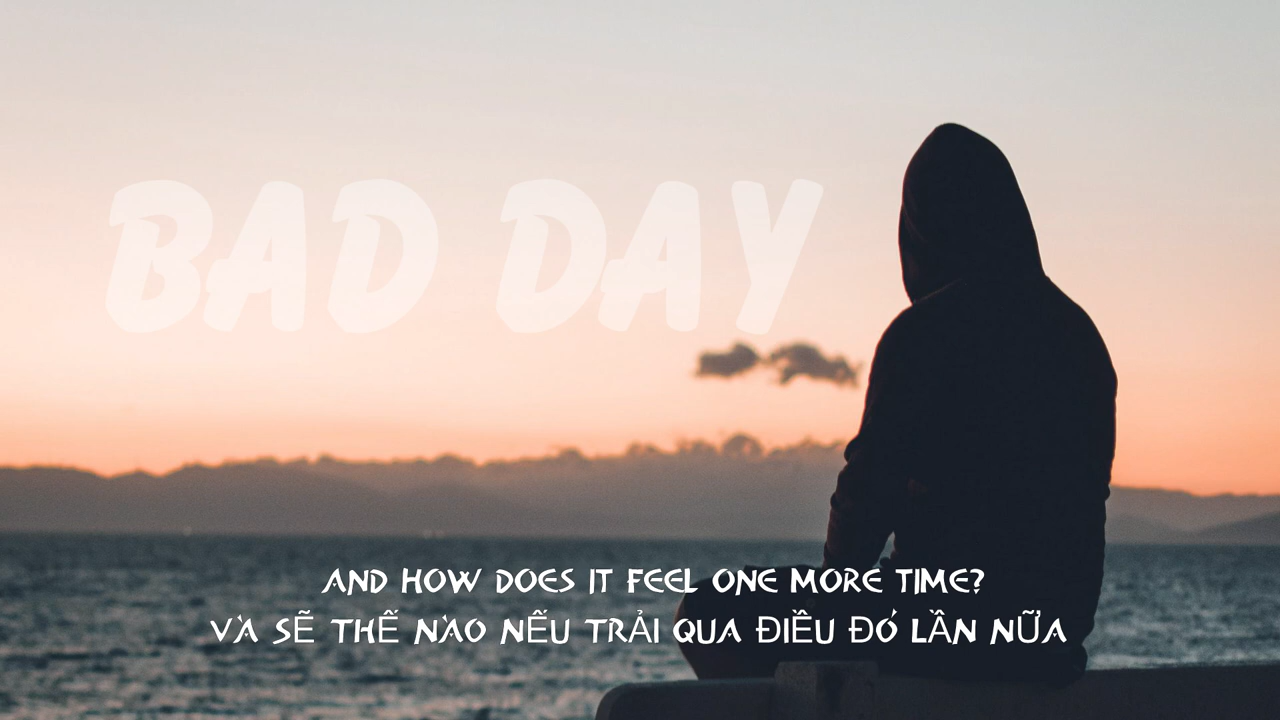 BAD DAY
AND HOW DOES IT FEEL ONE MORE TIME?
VÀ SẼ THẾ NÀO NẾU TRẢI QUA ĐIỀU ĐÓ LẦN NỮA